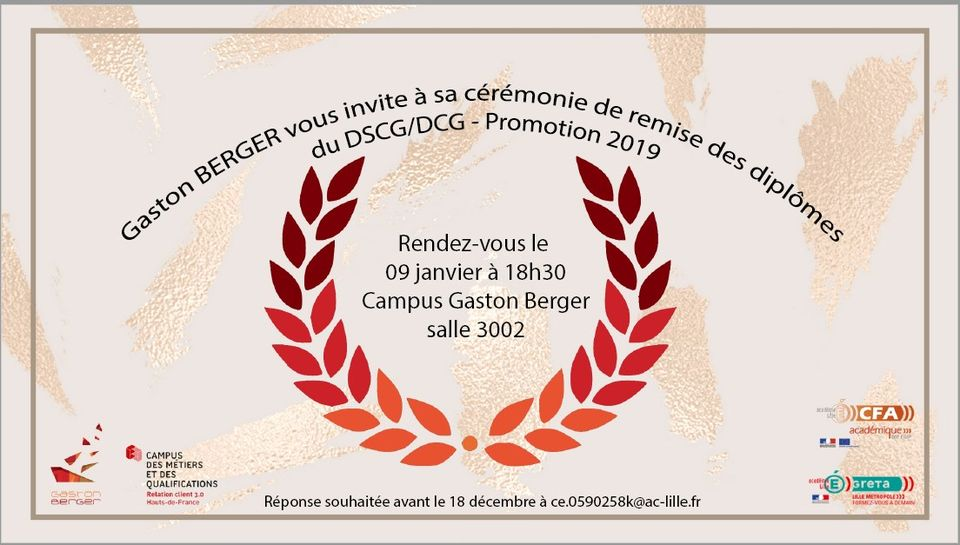 Gaston BERGER vous invite à sa cérémonie de remise des diplômes
du DSCG/DCG - Promotion 2019
Rendez-vous le
09 janvier à 18h30
Campus Gaston Berger
salle 3002
Gaston
Berger
CAMPUS
DES MÉTIERS
ET DES
QUALIFICATIONS
Relation client 3.0
Hauts-de-France
CFA
académique
É Greta
LILLE MÉTROPOLE
FORMEZ-VOUS À DEMAIN
Réponse souhaitée avant le 18 décembre à ce.0590258k@ac-lille.fr